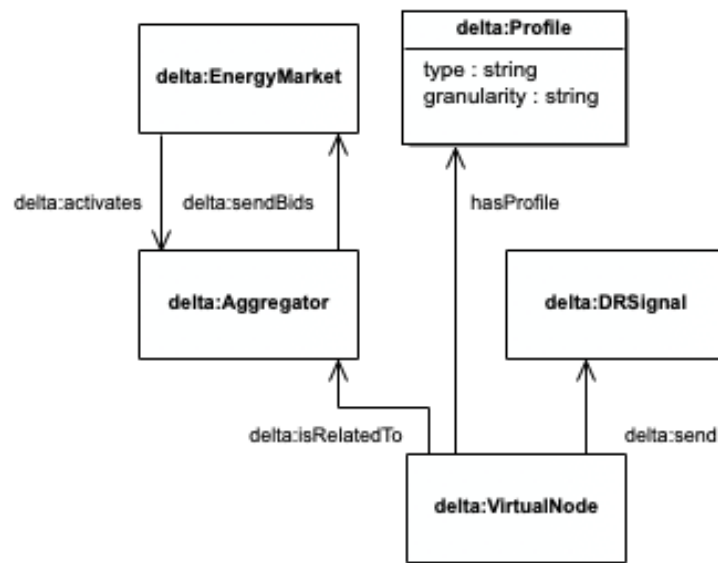 delta:Profile
delta:EnergyMarket
type : string
granularity : string
delta:activates
delta:sendBids
hasProfile
delta:Aggregator
delta:DRSignal
delta:isRelatedTo
delta:send
delta:VirtualNode